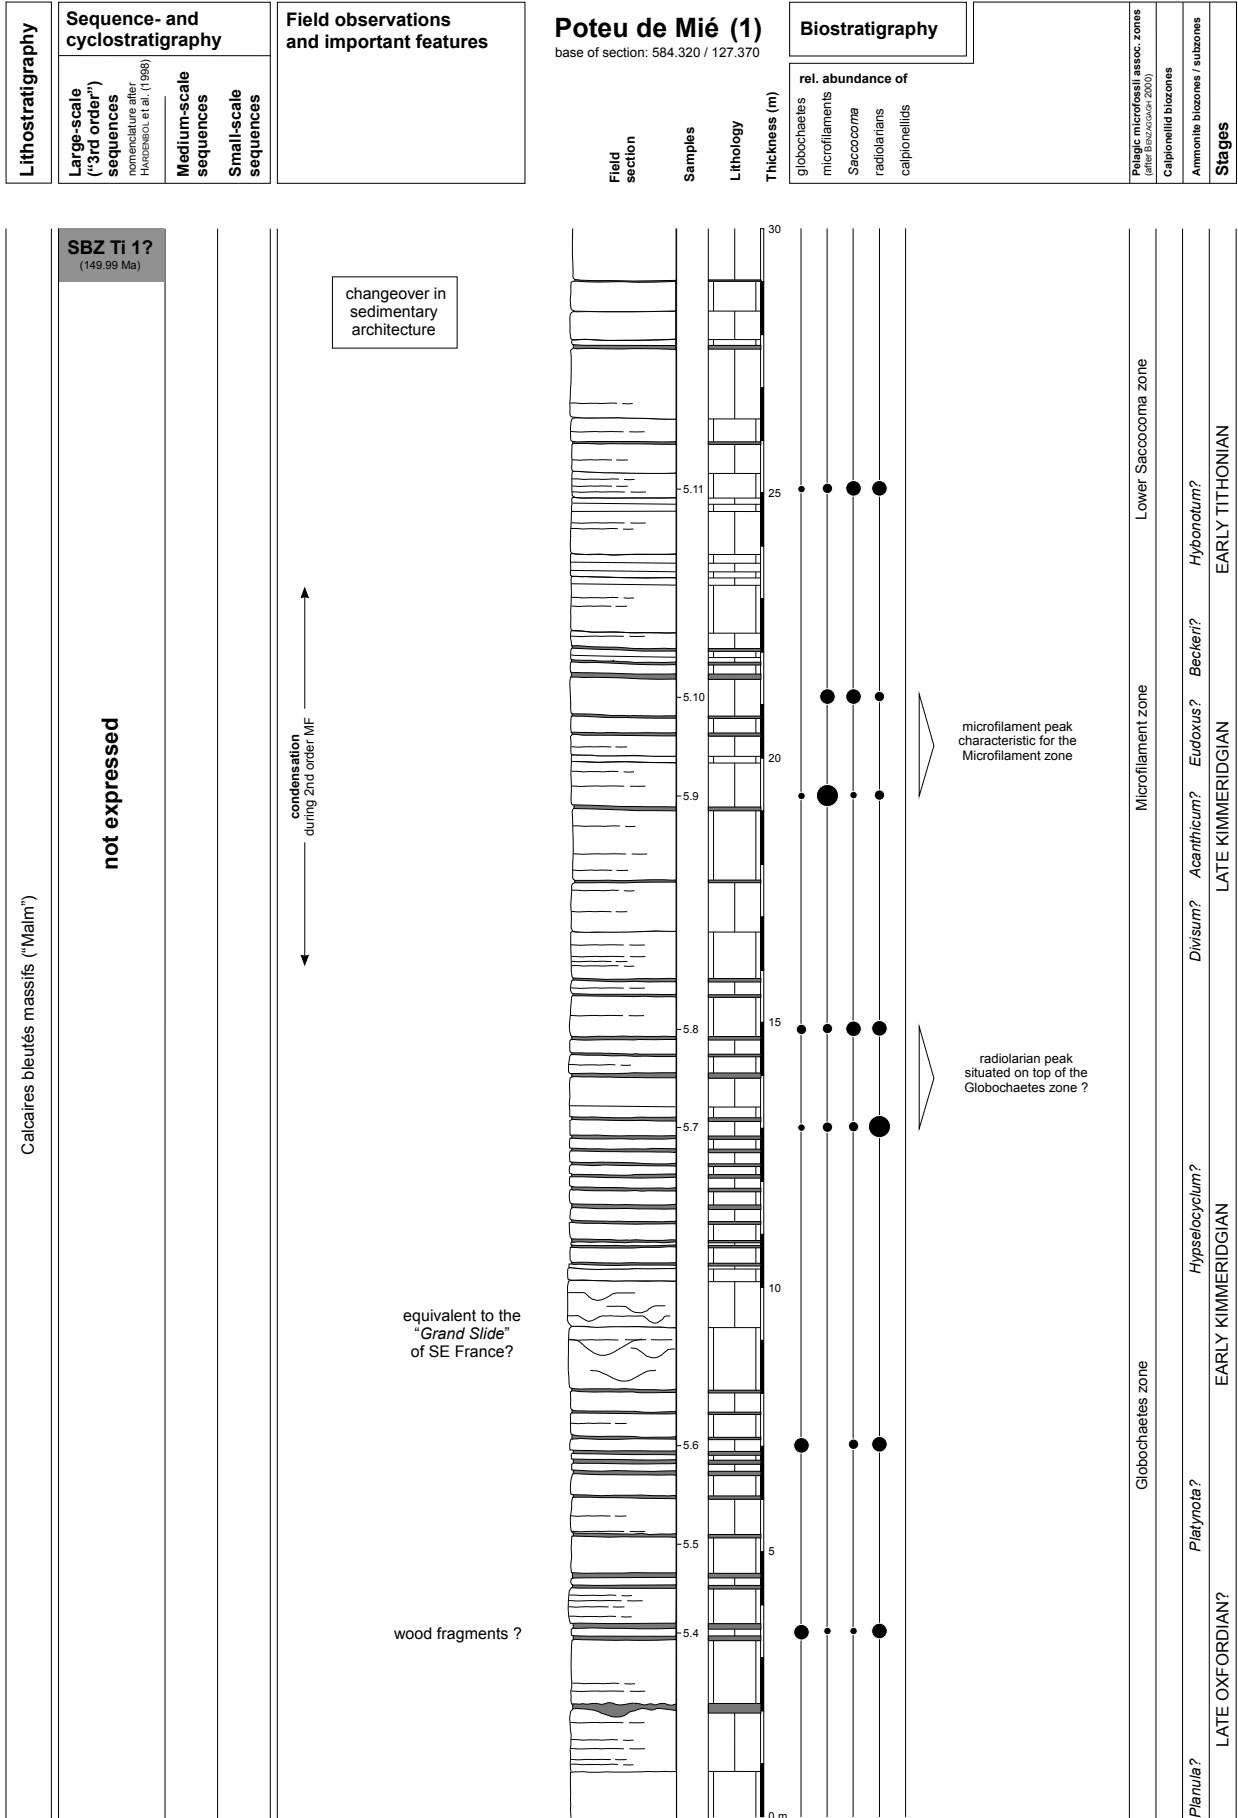 Lithostratigraphy
Sequence- and
cyclostratigraphy
Large-scale
("3rd order")
sequences
nomenclature after
HARDENBOL et al. (1998)
Medium-scale
sequences
Small-scale
sequences
Field observations
and important features
Poteu de Mié (1)
base of section: 584.320 / 127.370
Field
section
Samples
Lithology
Thickness (m)
Biostratigraphy
rel. abundance of
globochaetes
microfilaments
Saccocoma
radiolarians
calpionellids
Pelagic microfossli assoc. zones
(after BENZAGGAGH 2000)
Calpionellid biozones
Ammonite biozones / subzones
Stages
SBZ Ti 1?
(149.99 Ma)
30
changeover in
sedimentary
architecture
Lower Saccocoma zone
EARLY TITHONIAN
Hybonotum?
5.11
25
Beckeri?
5.10
not expressed
condensation
during 2nd order MF
microfilament peak
characteristic for the
Microfilament zone
Microfilament zone
Eudoxus?
LATE KIMMERIDGIAN
20
5.9
Acanthicum?
Calcaires bleutés massifs ("Malm")
Divisum?
15
5.8
radiolarian peak
situated on top of the
Globochaetes zone ?
5.7
Hypselocyclum?
EARLY KIMMERIDGIAN
10
equivalent to the
"Grand Slide"
of SE France?
Globochaetes zone
5.6
Platynota?
5.5
5
wood fragments ?
5.4
LATE OXFORDIAN?
Planula?
0 m